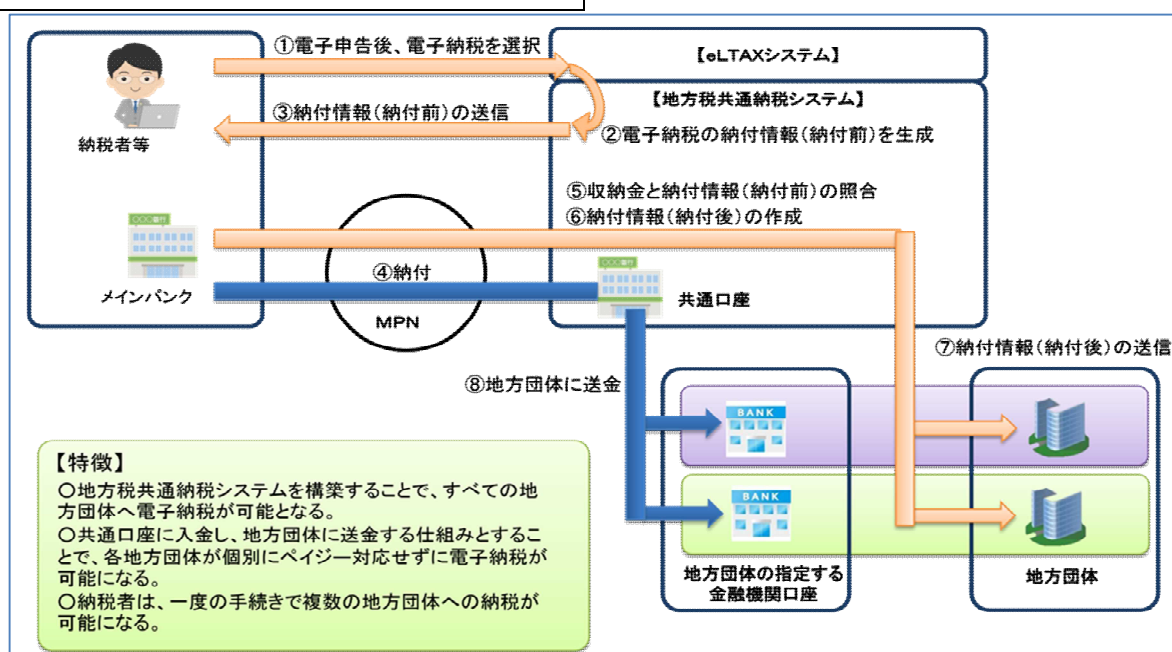 ①電子申告後、電子納税を選択
【eLTAXシステム】
【地方税共通納税システム】
③納付情報(納付前)の送信
②電子納税の納付情報(納付前)を生成
納税者等
⑤収納金と納付情報(納付前)の照合
⑥納付情報(納付後)の作成
〇〇〇銀行
④納付
〇〇〇銀行
メインバンク
共通口座
MPN
⑦納付情報(納付後)の送信
⑧地方団体に送金
BANK
BANK
地方団体の指定する
金融機関口座
地方団体
【特徴】
〇地方税共通納税システムを構築することで、すべての地
方団体へ電子納税が可能となる。
〇共通口座に入金し、地方団体に送金する仕組みとするこ
とで、各地方団体が個別にペイジー対応せずに電子納税が
可能になる。
〇納税者は、一度の手続きで複数の地方団体への納税が
可能になる。